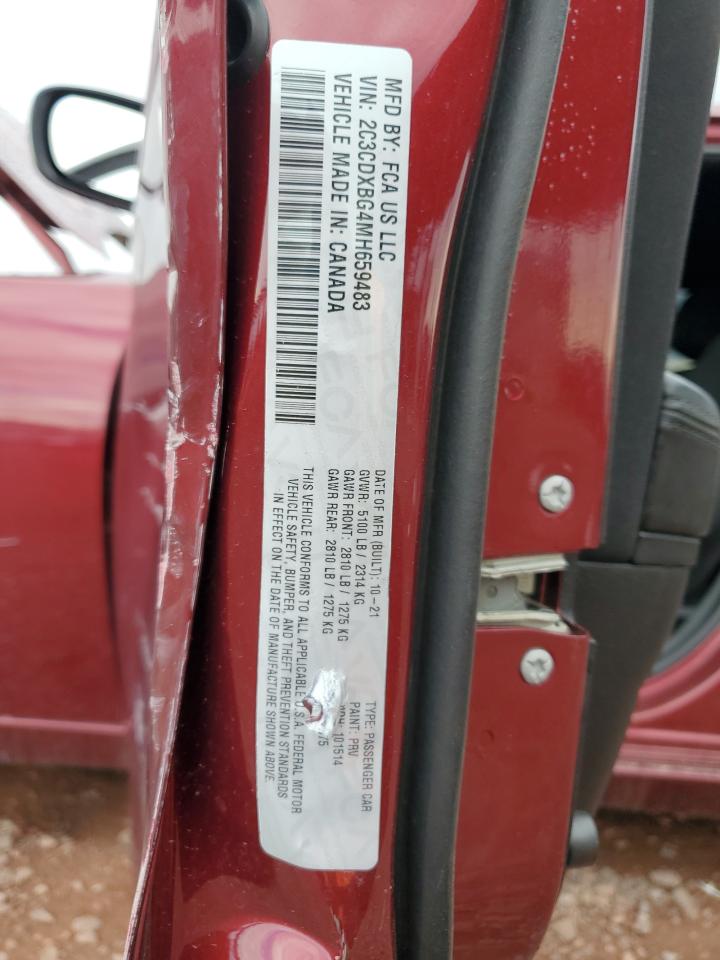 MFD BY: FCA US LLC
VIN: 2C3CDXBG4MH659483
VEHICLE MADE IN: CANADA
DATE OF MFR (BUILT): 10-21
GVWR: 5100 LB / 2314 KG
GAWR FRONT: 2810 LB / 1275 KG
GAWR REAR: 2810 LB / 1275 KG
TYPE: PASSENGER CAR
PAINT: PRV
MDH: 101514
THIS VEHICLE CONFORMS TO ALL APPLICABLE U.S.A. FEDERAL MOTOR
VEHICLE SAFETY, BUMPER, AND THEFT PREVENTION STANDARDS
IN EFFECT ON THE DATE OF MANUFACTURE SHOWN ABOVE.